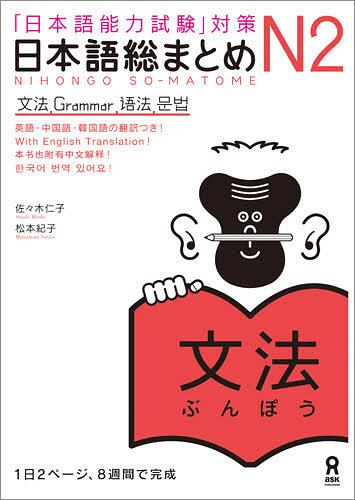 「日本語能力試験」対策
日本語総まとめ N2
NIHONGO SO-MATOME
文法,Grammar,语法,문법
英語・中国語・韓国語の翻訳つき!
With English Translation!
本书也附有中文解释!
한국어 번역 있어요!
佐々木仁子
Sasaki Hitoko
松本紀子
Matsumoto Noriko
文法
ぶんぽう
1日2ページ、8週間で完成
ask
PUBLISHING